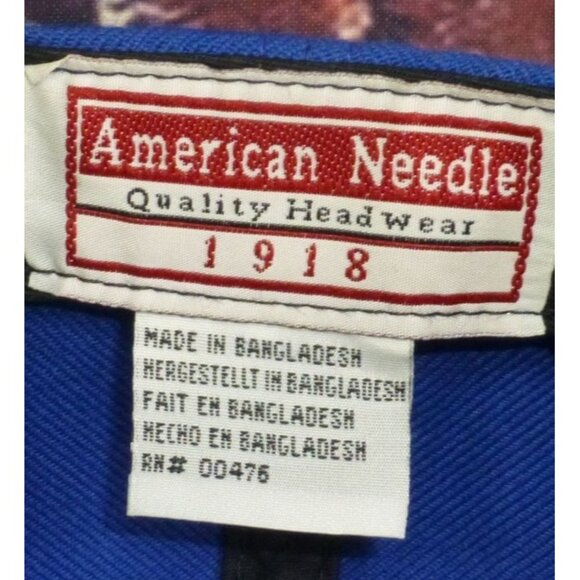 American Needle
Quality HeadWear
1918
MADE IN BANGLADESH
HERGESTELLT IN BANGLADESH
FAIT EN BANGLADESH
HECHO EN BANGLADESH
RN# 00476